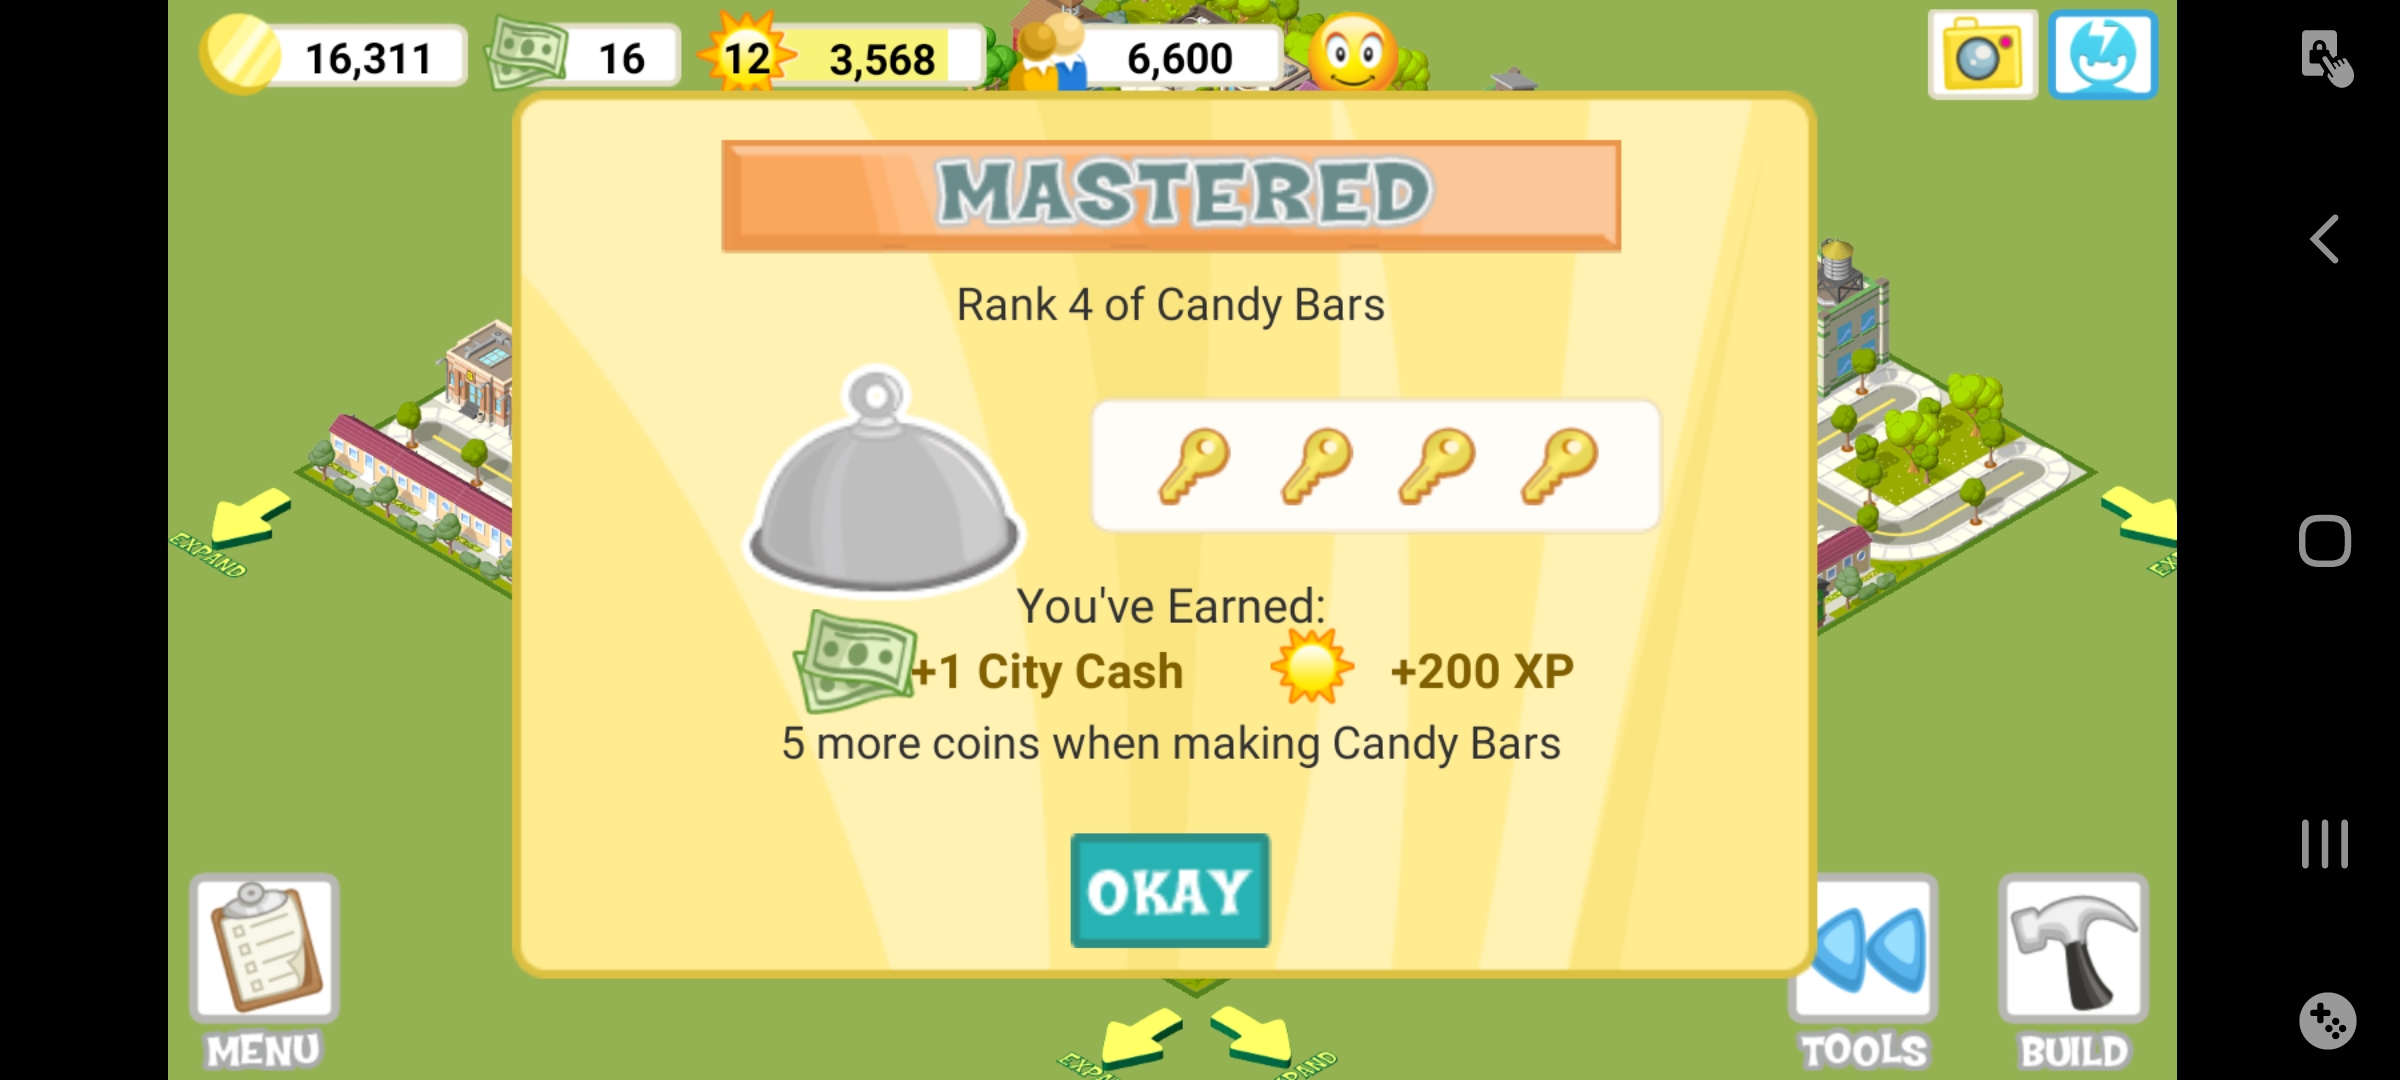 16,311
16
12
3,568
6,600
MASTERED
Rank 4 of Candy Bars
You've Earned:
+1 City Cash
+200 XP
5 more coins when making Candy Bars
OKAY
EXPAND
MENU
TOOLS
BUILD